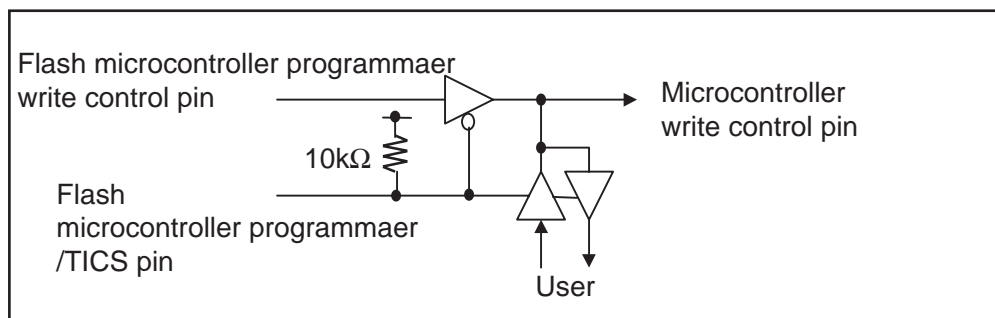 Flash microcontroller programmaer
write control pin
Microcontroller
write control pin
10kΩ
Flash
microcontroller programmaer
/TICS pin
User